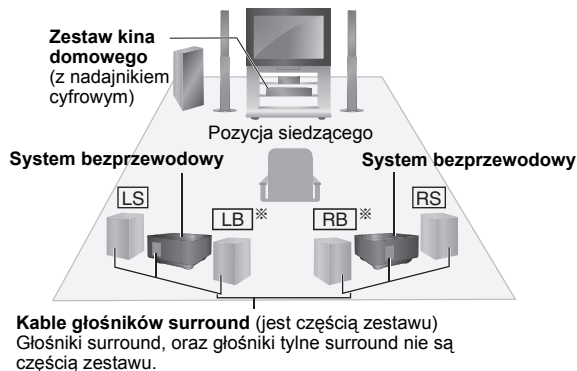 Zestaw kina
domowego
(z nadajnikiem
cyfrowym)
Pozycja siedzącego
System bezprzewodowy
System bezprzewodowy
LS
LB※
RB※
RS
Kable głośników surround (jest częścią zestawu)
Głośniki surround, oraz głośniki tylne surround nie są
częścią zestawu.